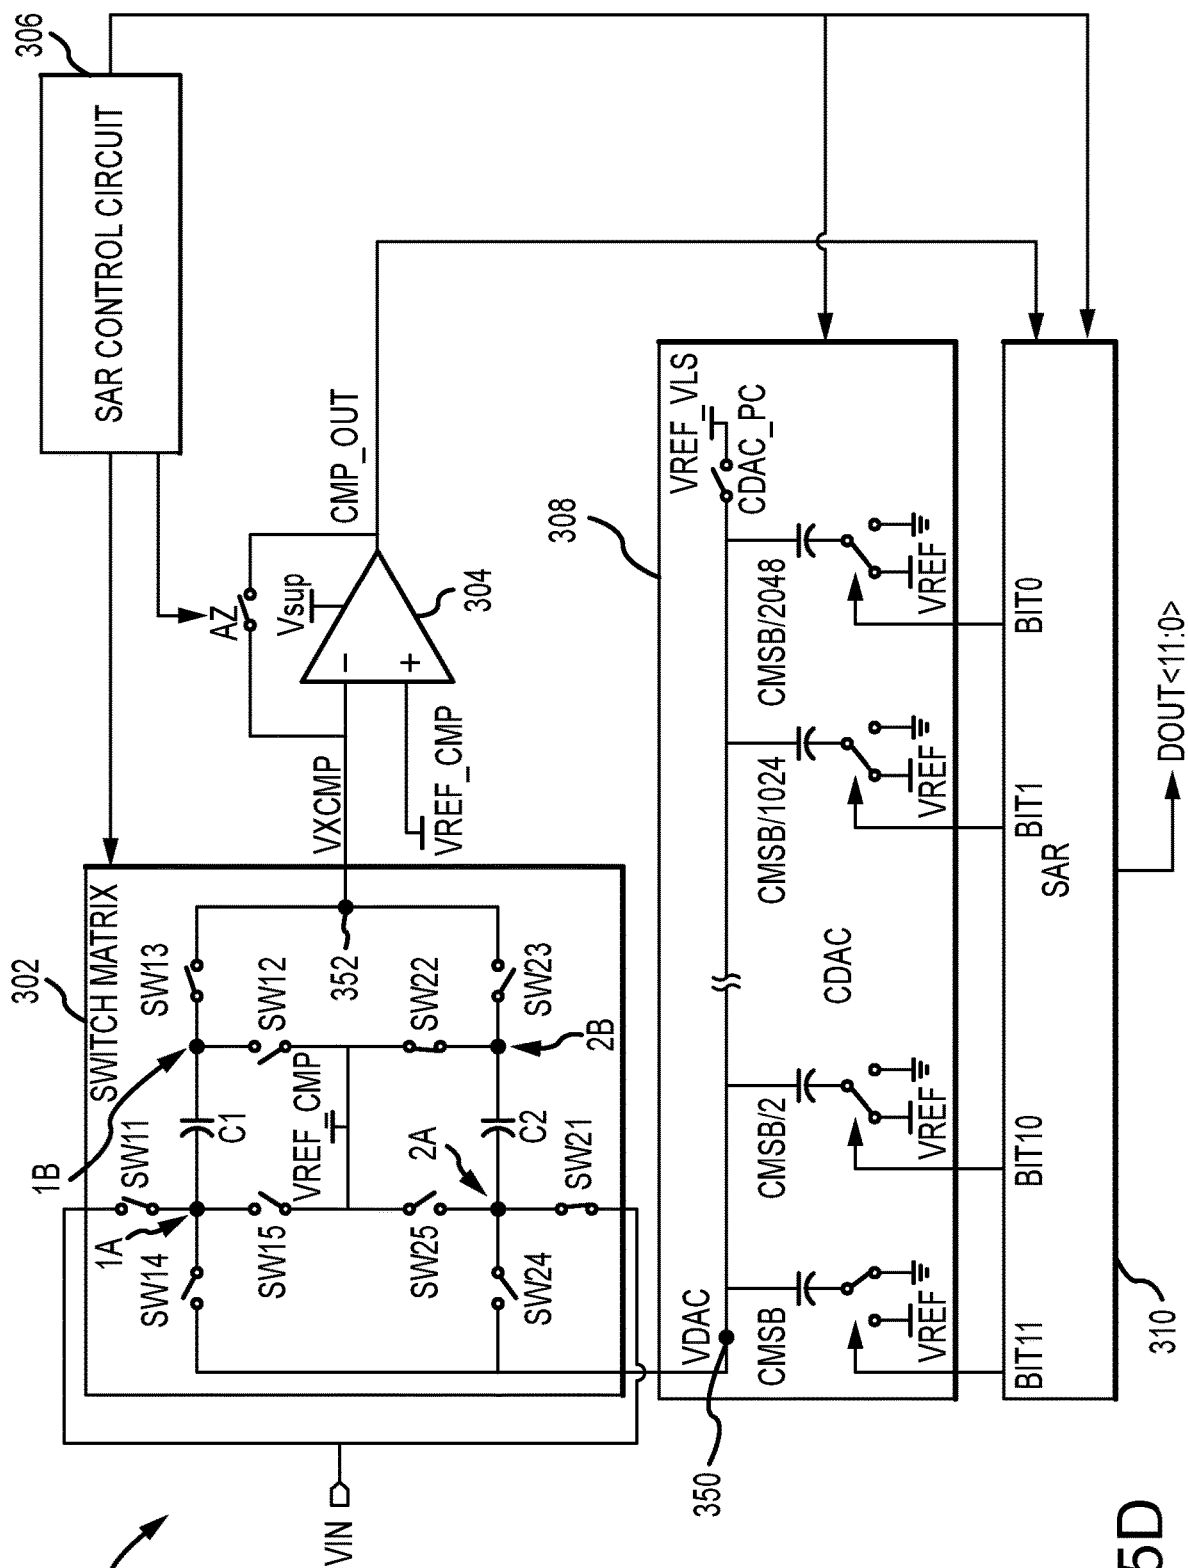 306
SAR CONTROL CIRCUIT
302
SWITCH MATRIX
1B
SW11
1A
SW14
C1
SW13
SW12
SW15
VREF_CMP
352
SW22
SW25
2A
C2
SW23
SW24
SW21
2B
VIN
VXCMP
VREF_CMP
AZ
Vsup
−
+
304
CMP_OUT
308
350
VDAC
VREF_VLS
CDAC_PC
CMSB
CMSB/2
CMSB/1024
CMSB/2048
CDAC
VREF
VREF
VREF
VREF
BIT11
BIT10
BIT1
BIT0
SAR
310
DOUT<11:0>
5D